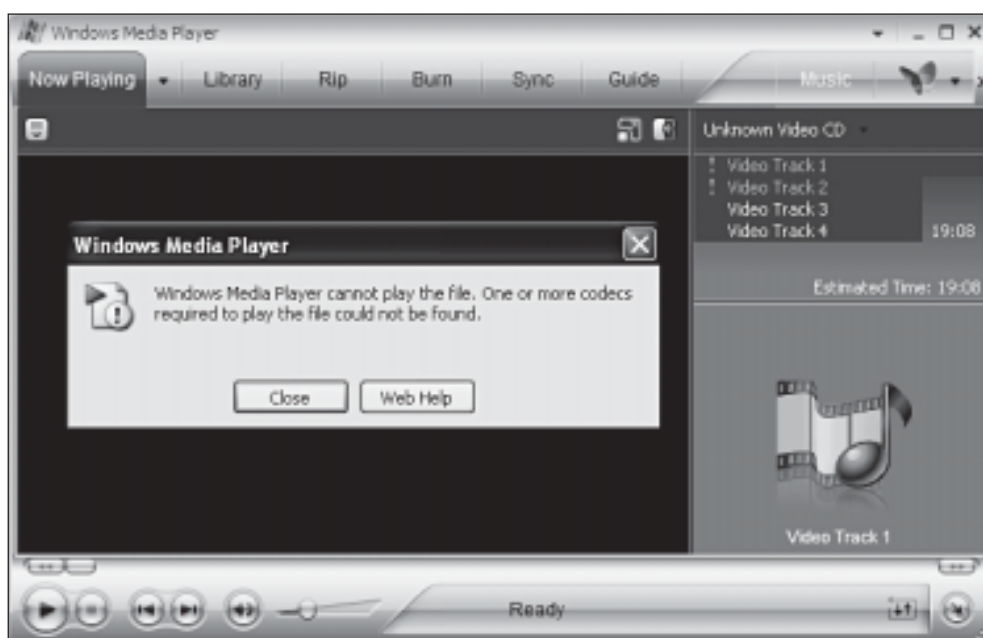 Windows Media Player
Now Playing Library Rip Burn Sync Guide Music
Unknown Video CD
! Video Track 1
! Video Track 2
Video Track 3
Video Track 4 19:08
Estimated Time: 19:08
Windows Media Player
Windows Media Player cannot play the file. One or more codecs
required to play the file could not be found.
Close Web Help
Video Track 1
Ready